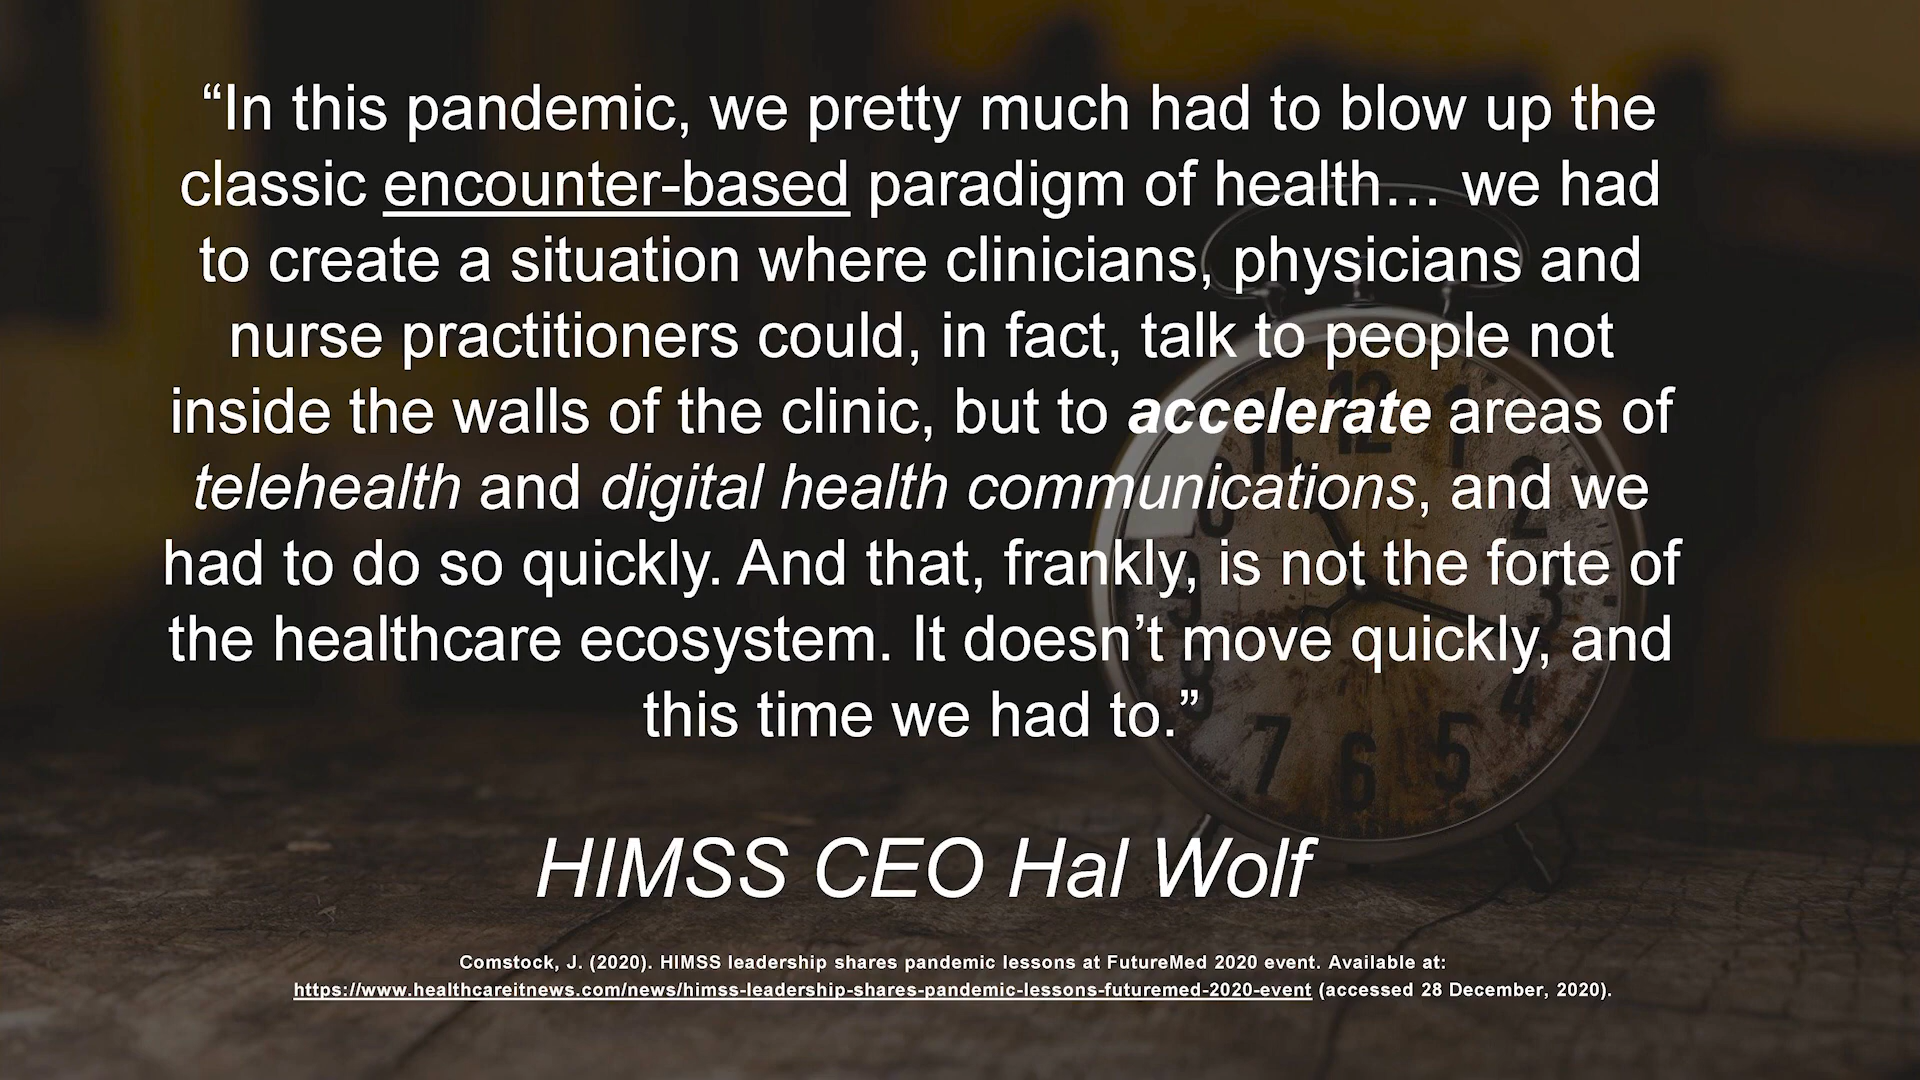 “In this pandemic, we pretty much had to blow up the
classic encounter-based paradigm of health… we had
to create a situation where clinicians, physicians and
nurse practitioners could, in fact, talk to people not
inside the walls of the clinic, but to accelerate areas of
telehealth and digital health communications, and we
had to do so quickly. And that, frankly, is not the forte of
the healthcare ecosystem. It doesn’t move quickly, and
this time we had to.”
HIMSS CEO Hal Wolf
Comstock, J. (2020). HIMSS leadership shares pandemic lessons at FutureMed 2020 event. Available at:
https://www.healthcareitnews.com/news/himss-leadership-shares-pandemic-lessons-futuremed-2020-event (accessed 28 December, 2020).